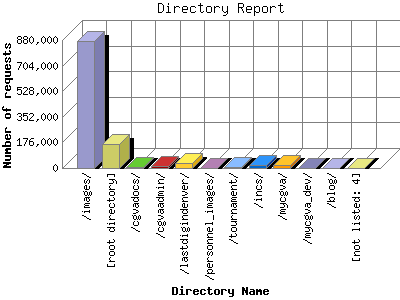 Directory Report
Number of requests
880,000
704,000
528,000
352,000
176,000
0
/images/
[root directory]
/cgvadocs/
/cgvaadmin/
/lastdigindenver/
/personnel_images/
/tournament/
/incs/
/mycgva/
/mycgva_dev/
/blog/
[not listed: 4]
Directory Name